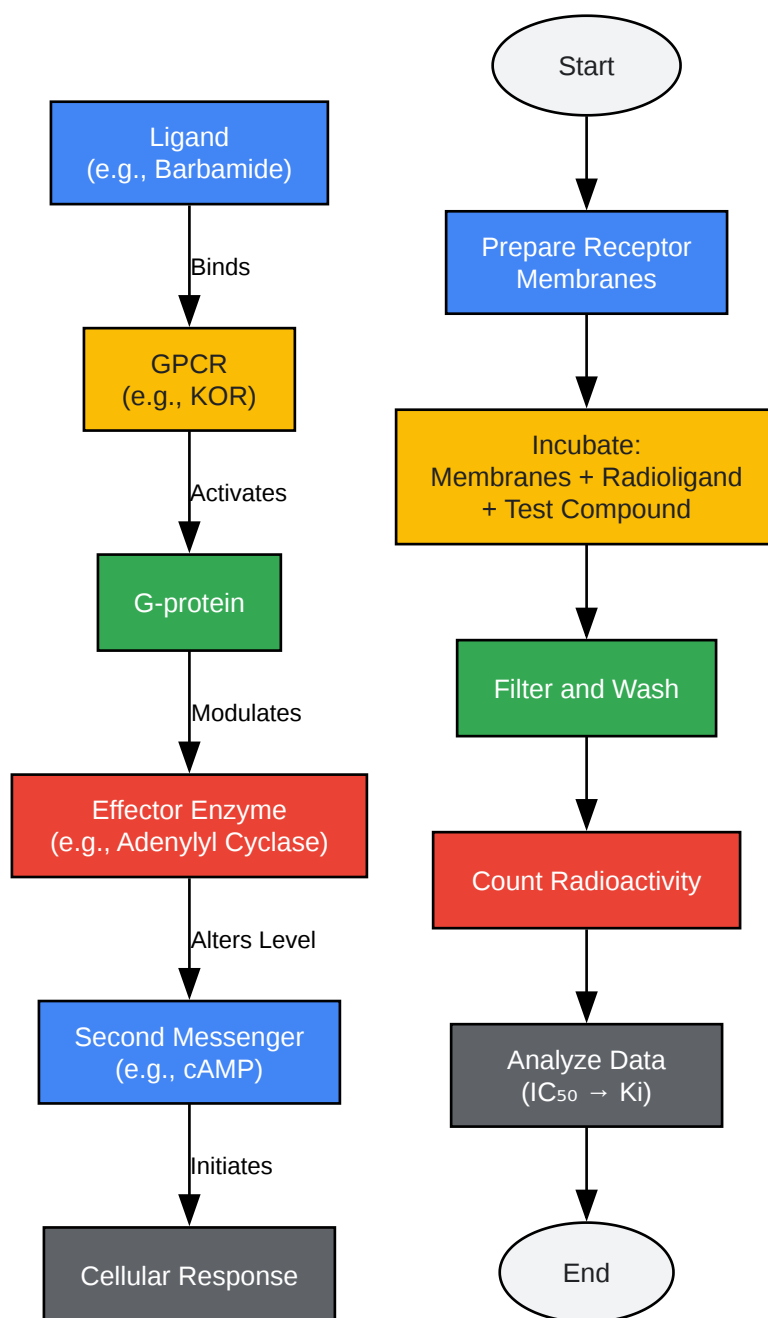 Ligand
(e.g., Barbamide)
Binds
GPCR
(e.g., KOR)
Activates
G-protein
Modulates
Effector Enzyme
(e.g., Adenylyl Cyclase)
Alters Level
Second Messenger
(e.g., cAMP)
Initiates
Cellular Response
Start
Prepare Receptor
Membranes
Incubate:
Membranes + Radioligand
+ Test Compound
Filter and Wash
Count Radioactivity
Analyze Data
(IC₅₀ → Ki)
End